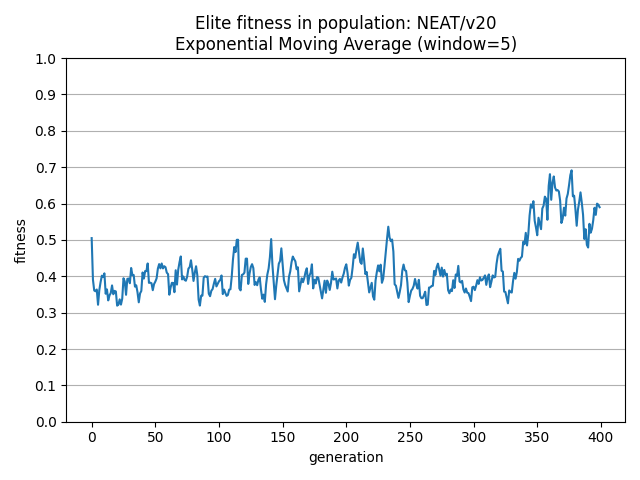 Elite fitness in population: NEAT/v20
Exponential Moving Average (window=5)
1.0
0.9
0.8
0.7
0.6
0.5
0.4
0.3
0.2
0.1
0.0
fitness
0 50 100 150 200 250 300 350 400
generation